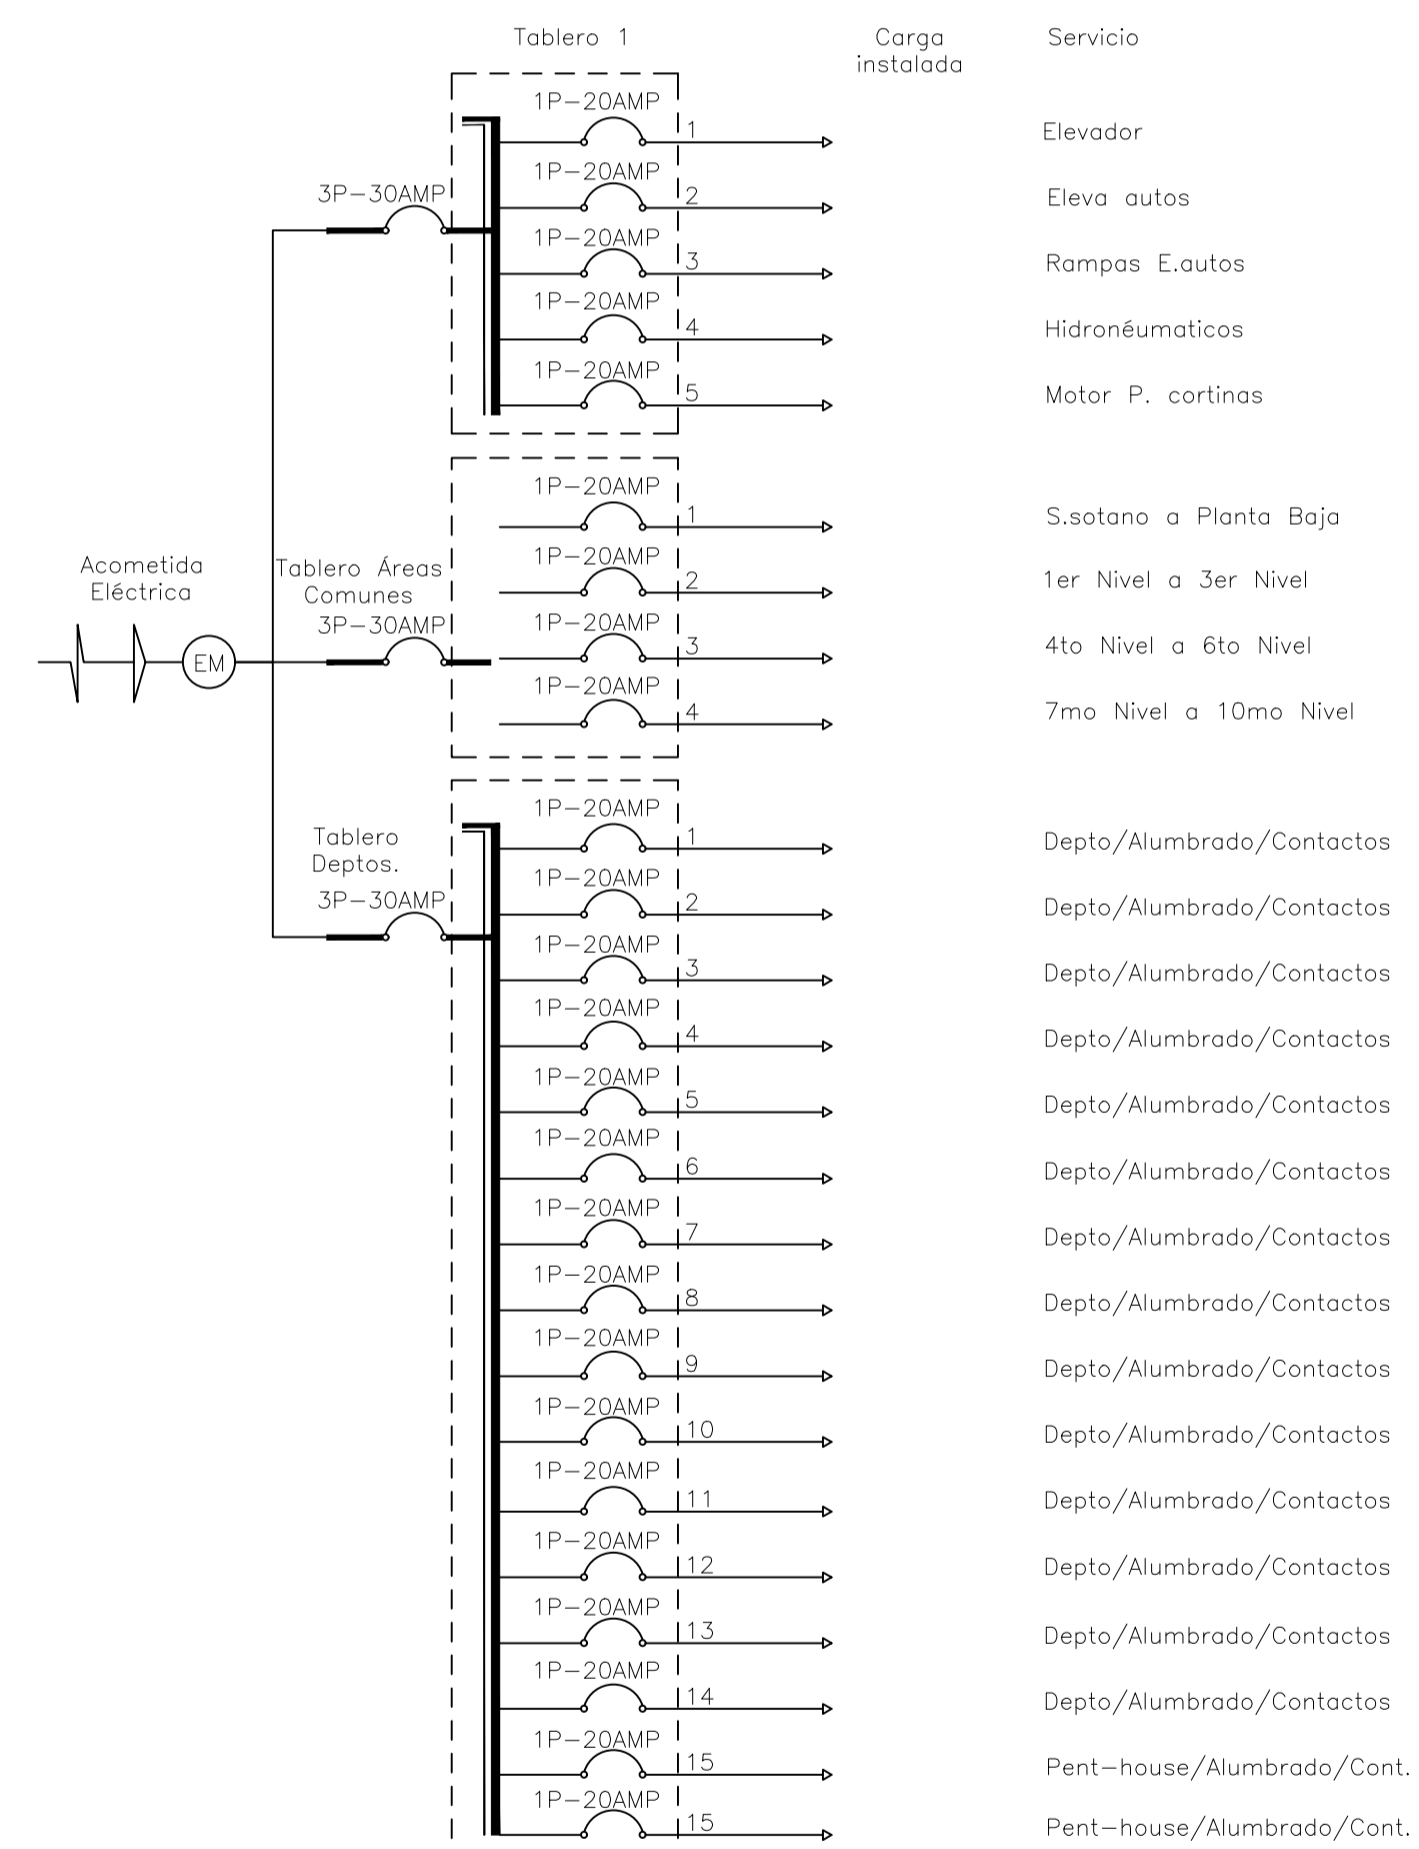 Tablero 1
Carga
instalada
Servicio
1P-20AMP
1
Elevador
1P-20AMP
2
Eleva autos
3P-30AMP
1P-20AMP
3
Rampas E.autos
1P-20AMP
4
Hidronéumaticos
1P-20AMP
5
Motor P. cortinas
1P-20AMP
1
S.sotano a Planta Baja
Acometida
Eléctrica
Tablero Áreas
Comunes
3P-30AMP
EM
1P-20AMP
2
1er Nivel a 3er Nivel
1P-20AMP
3
4to Nivel a 6to Nivel
1P-20AMP
4
7mo Nivel a 10mo Nivel
Tablero
Deptos.
3P-30AMP
1P-20AMP
1
Depto/Alumbrado/Contactos
1P-20AMP
2
Depto/Alumbrado/Contactos
1P-20AMP
3
Depto/Alumbrado/Contactos
1P-20AMP
4
Depto/Alumbrado/Contactos
1P-20AMP
5
Depto/Alumbrado/Contactos
1P-20AMP
6
Depto/Alumbrado/Contactos
1P-20AMP
7
Depto/Alumbrado/Contactos
1P-20AMP
8
Depto/Alumbrado/Contactos
1P-20AMP
9
Depto/Alumbrado/Contactos
1P-20AMP
10
Depto/Alumbrado/Contactos
1P-20AMP
11
Depto/Alumbrado/Contactos
1P-20AMP
12
Depto/Alumbrado/Contactos
1P-20AMP
13
Depto/Alumbrado/Contactos
1P-20AMP
14
Depto/Alumbrado/Contactos
1P-20AMP
15
Pent-house/Alumbrado/Cont.
1P-20AMP
15
Pent-house/Alumbrado/Cont.